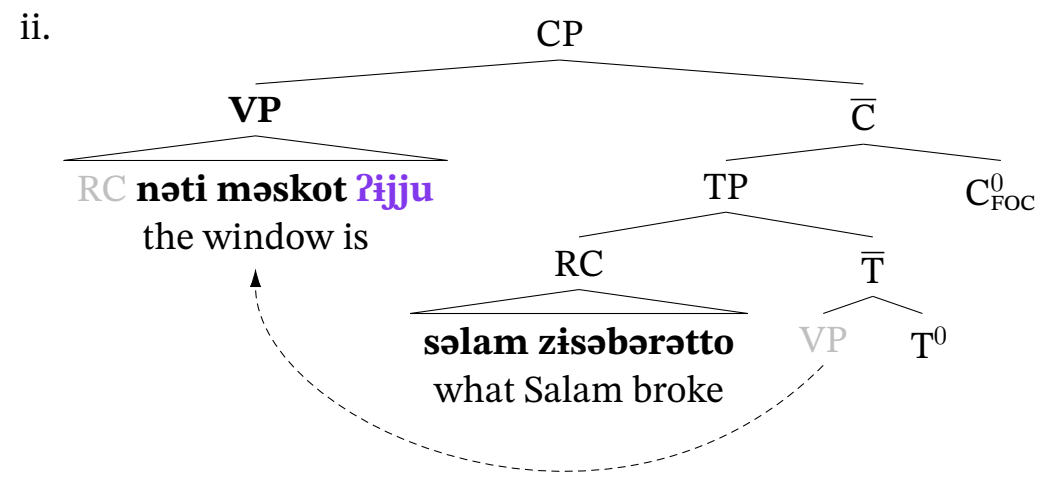 ii.
CP
VP
C̅
RC nəti məskot ʔɨjju
the window is
TP
C⁰FOC
RC
T̅
səlam zɨsəbərətto
what Salam broke
VP
T⁰